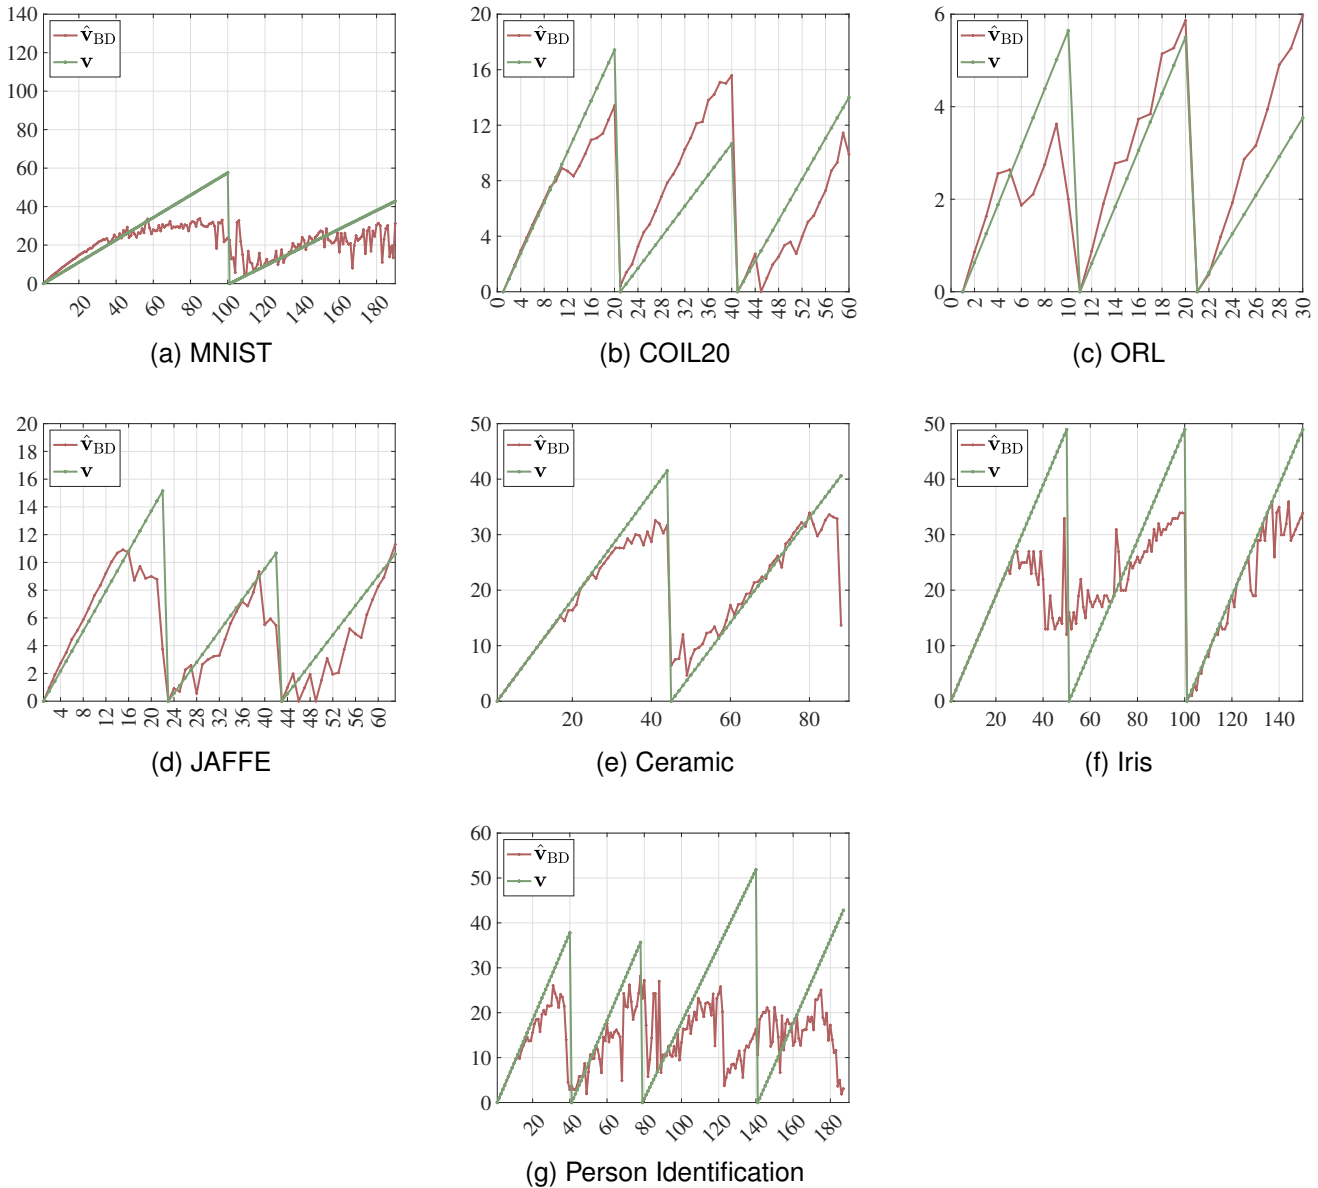 140
120
100
80
60
40
20
0
v̂BD
v
20 40 60 80 100 120 140 160 180
(a) MNIST
20
16
12
8
4
0
v̂BD
v
0 4 8 12 16 20 24 28 32 36 40 44 48 52 56 60
(b) COIL20
6
4
2
0
v̂BD
v
0 2 4 6 8 10 12 14 16 18 20 22 24 26 28 30
(c) ORL
20
18
16
14
12
10
8
6
4
2
0
v̂BD
v
4 8 12 16 20 24 28 32 36 40 44 48 52 56 60
(d) JAFFE
50
40
30
20
10
0
v̂BD
v
20 40 60 80
(e) Ceramic
50
40
30
20
10
0
v̂BD
v
20 40 60 80 100 120 140
(f) Iris
60
50
40
30
20
10
0
v̂BD
v
20 40 60 80 100 120 140 160 180
(g) Person Identification